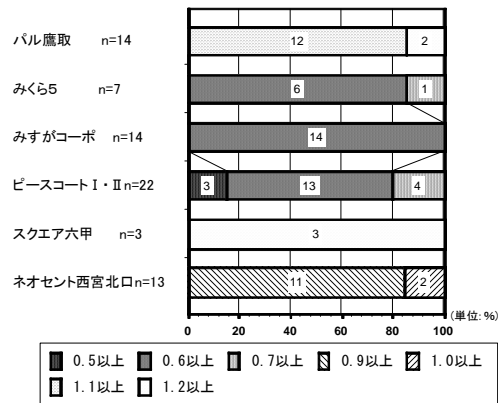 パル鷹取 n=14
12 2
みくら5 n=7
6 1
みすがコーポ n=14
14
ピースコートⅠ・Ⅱn=22
3 13 4
スクエア六甲 n=3
3
ネオセント西宮北口n=13
11 2
0 20 40 60 80 100
(単位:%)
0.5以上 0.6以上 0.7以上 0.9以上 1.0以上
1.1以上 1.2以上